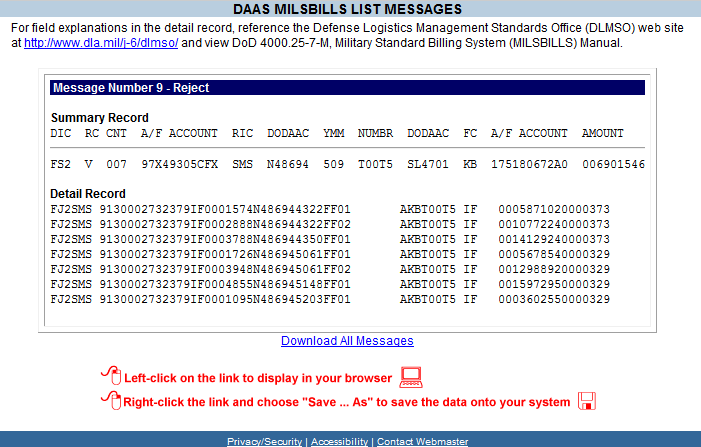 DAAS MILSBILLS LIST MESSAGES
For field explanations in the detail record, reference the Defense Logistics Management Standards Office (DLMSO) web site
at http://www.dla.mil/j-6/dlmso/ and view DoD 4000.25-7-M, Military Standard Billing System (MILSBILLS) Manual.
Message Number 9 - Reject
Summary Record
DIC RC CNT A/F ACCOUNT RIC DODAAC YMM NUMBR DODAAC FC A/F ACCOUNT AMOUNT
FS2 V 007 97X49305CFX SMS N48694 509 T00T5 SL4701 KB 175180672A0 006901546
Detail Record
FJ2SMS 9130002732379IF0001574N486944322FF01 AKBT00T5 IF 0005871020000373
FJ2SMS 9130002732379IF0002888N486944322FF02 AKBT00T5 IF 0010772240000373
FJ2SMS 9130002732379IF0003788N486944350FF01 AKBT00T5 IF 0014129240000373
FJ2SMS 9130002732379IF0001726N486945061FF01 AKBT00T5 IF 0005678540000329
FJ2SMS 9130002732379IF0003948N486945061FF02 AKBT00T5 IF 0012988920000329
FJ2SMS 9130002732379IF0004855N486945148FF01 AKBT00T5 IF 0015972950000329
FJ2SMS 9130002732379IF0001095N486945203FF01 AKBT00T5 IF 0003602550000329
Download All Messages
Left-click on the link to display in your browser
Right-click the link and choose "Save ... As" to save the data onto your system
Privacy/Security | Accessibility | Contact Webmaster